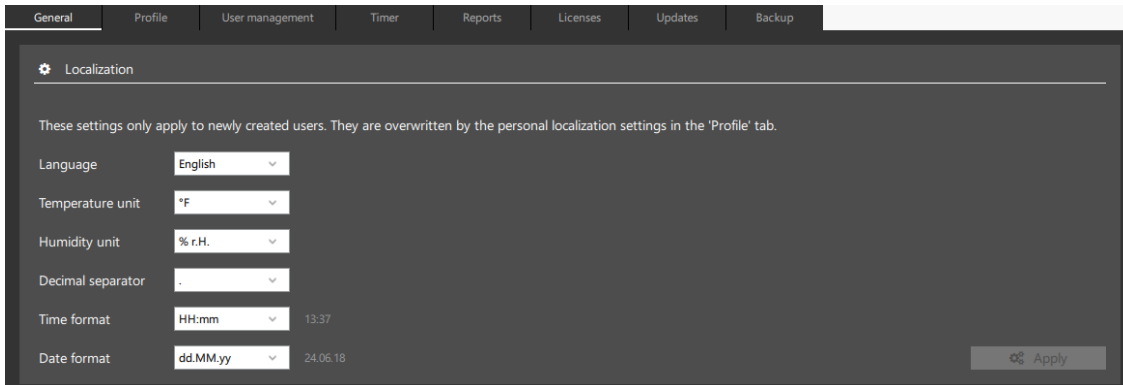 General Profile User management Timer Reports Licenses Updates Backup
Localization
These settings only apply to newly created users. They are overwritten by the personal localization settings in the 'Profile' tab.
Language English
Temperature unit °F
Humidity unit % r.H.
Decimal separator .
Time format HH:mm 13:37
Date format dd.MM.yy 24.06.18
Apply